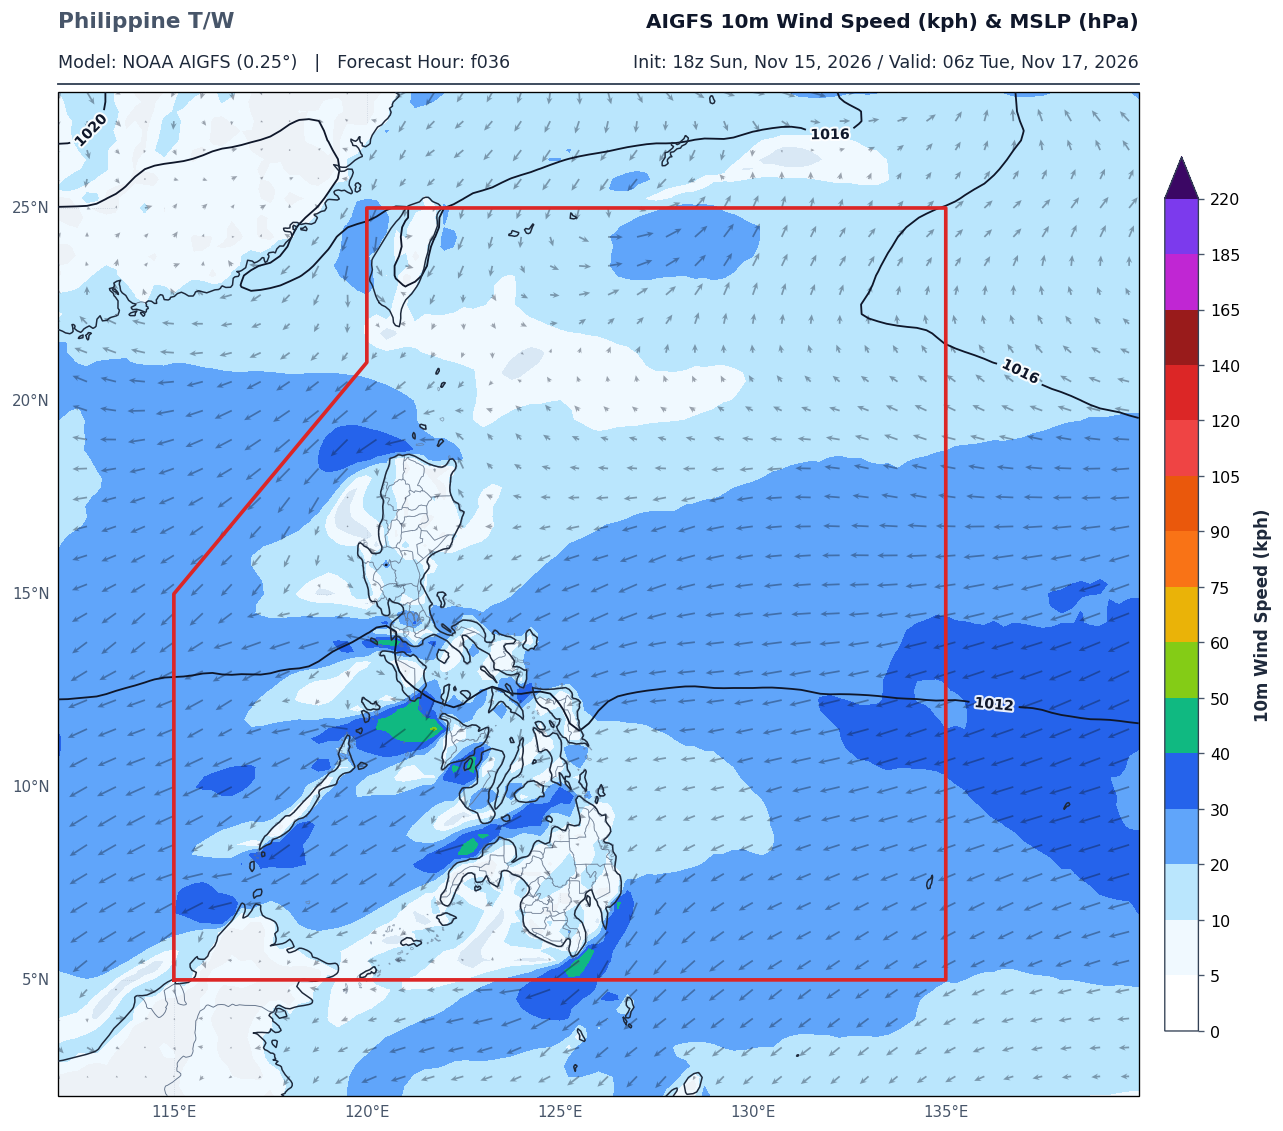 Philippine T/W
AIGFS 10m Wind Speed (kph) & MSLP (hPa)
Model: NOAA AIGFS (0.25°)   |   Forecast Hour: f036
Init: 18z Sun, Nov 15, 2026 / Valid: 06z Tue, Nov 17, 2026
1020
1016
1016
1012
25°N
20°N
15°N
10°N
5°N
115°E
120°E
125°E
130°E
135°E
220
185
165
140
120
105
90
75
60
50
40
30
20
10
5
0
10m Wind Speed (kph)